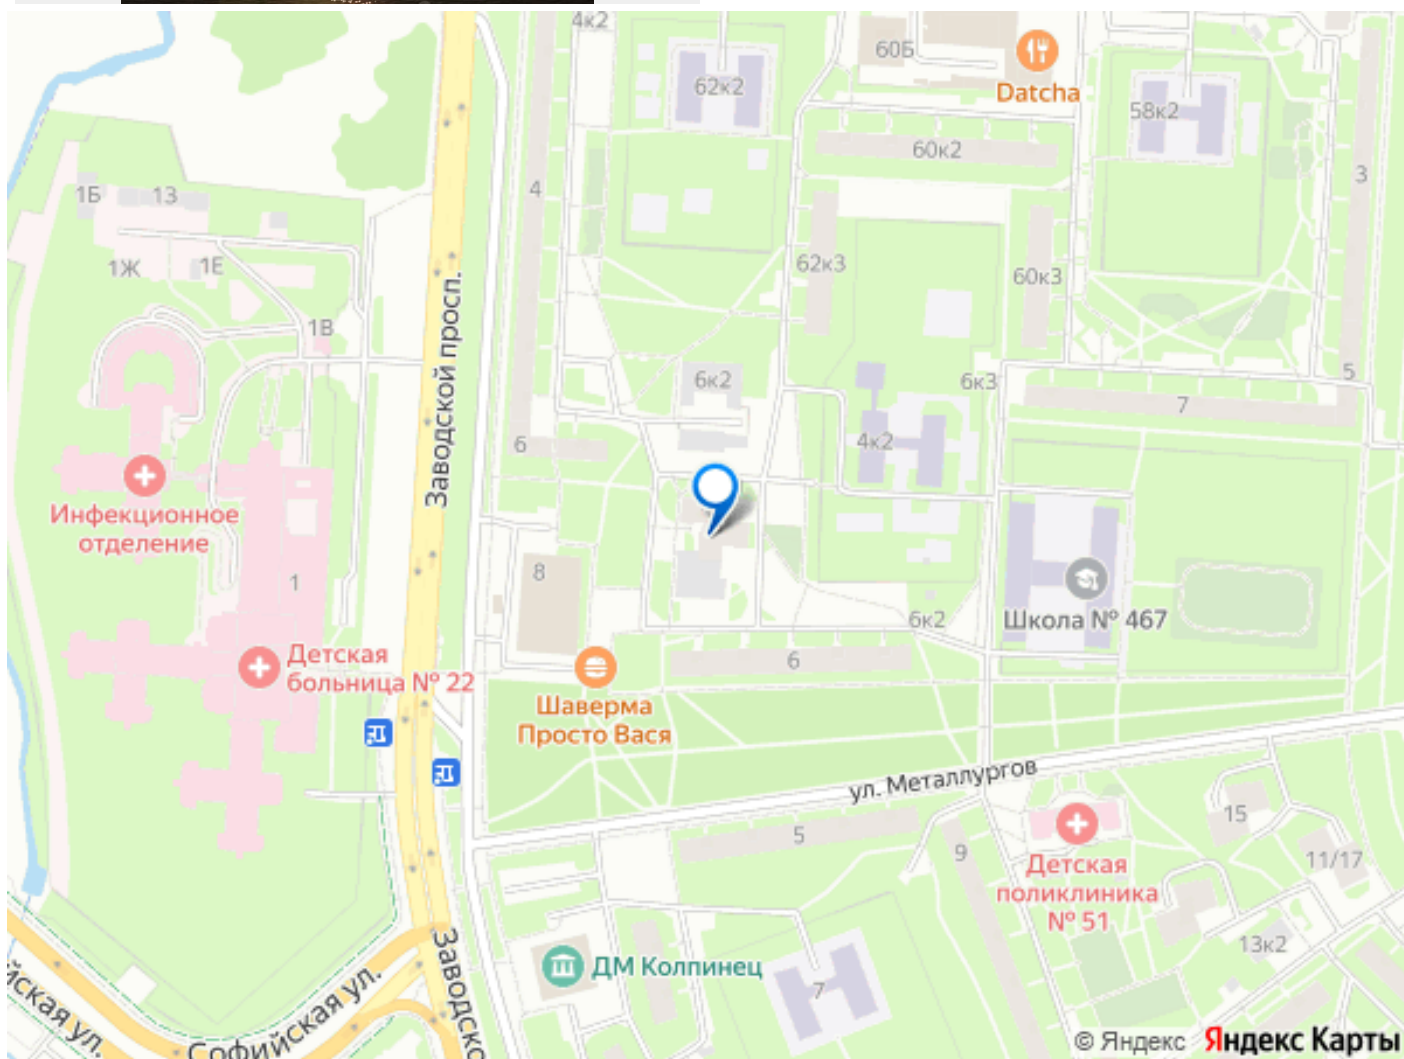 4к2
60Б
Datcha
62к2
58к2
60к2
3
4
1Б
13
1Ж
1Е
62к3
60к3
1В
Заводской просп.
6к2
6к3
5
7
6
4к2
Инфекционное
отделение
1
8
Школа № 467
6к2
6
Детская
больница № 22
Шаверма
Просто Вася
ул. Металлургов
5
9
15
11/17
Детская
поликлиника
№ 51
13к2
ДМ Колпинец
7
Заводско
йская ул.
Софийская ул.
© Яндекс Яндекс Карты